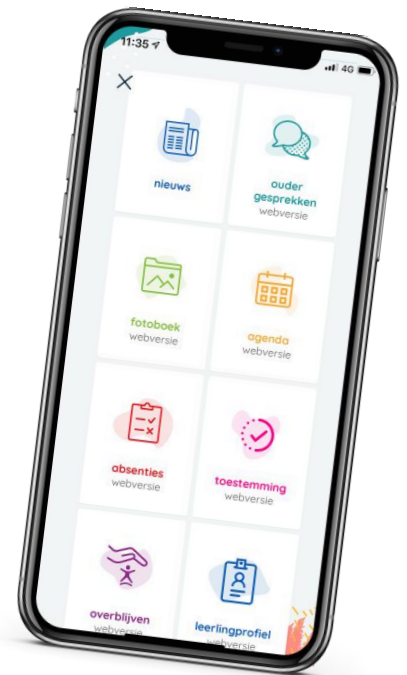 11:35
4G
nieuws
ouder
gesprekken
webversie
fotoboek
webversie
agenda
webversie
absenties
webversie
toestemming
webversie
overblijven
webversie
leerlingprofiel
webversie